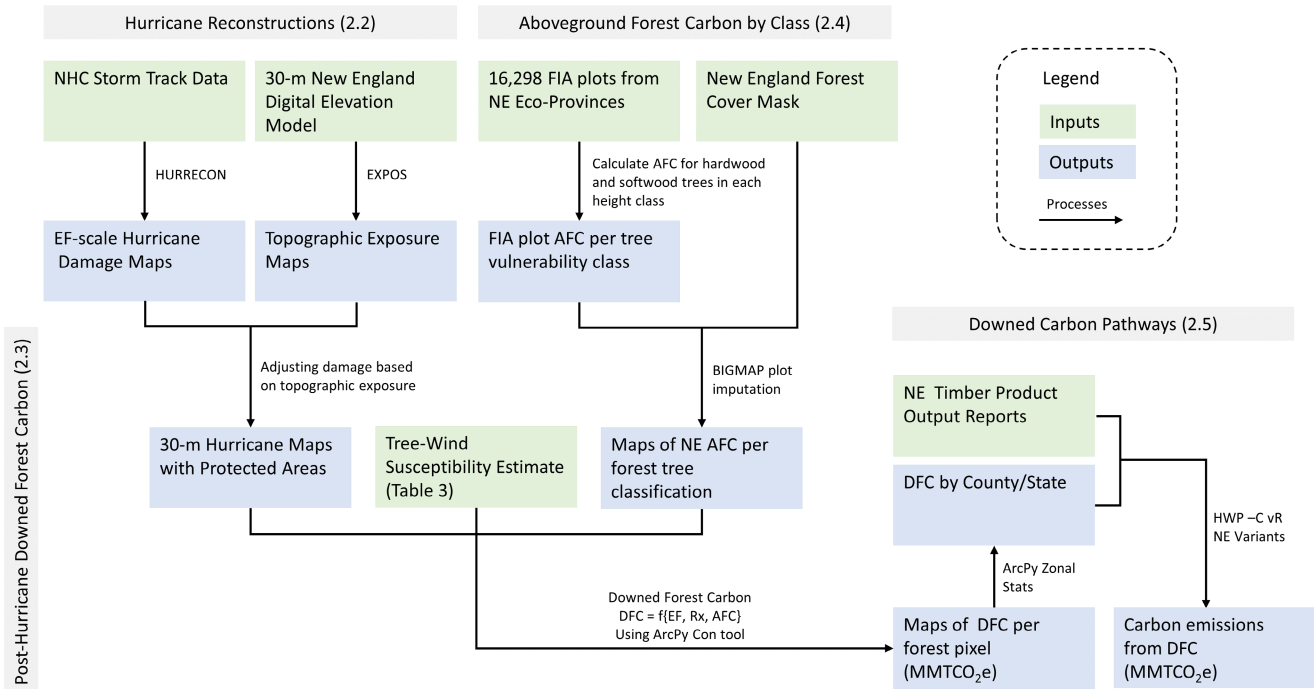 Hurricane Reconstructions (2.2)
Aboveground Forest Carbon by Class (2.4)
NHC Storm Track Data
30-m New England
Digital Elevation
Model
16,298 FIA plots from
NE Eco-Provinces
New England Forest
Cover Mask
Legend
Inputs
Outputs
Processes
HURRECON
EXPOS
Calculate AFC for hardwood
and softwood trees in each
height class
EF-scale Hurricane
Damage Maps
Topographic Exposure
Maps
FIA plot AFC per tree
vulnerability class
Downed Carbon Pathways (2.5)
Post-Hurricane Downed Forest Carbon (2.3)
Adjusting damage based
on topographic exposure
BIGMAP plot
imputation
NE Timber Product
Output Reports
30-m Hurricane Maps
with Protected Areas
Tree-Wind
Susceptibility Estimate
(Table 3)
Maps of NE AFC per
forest tree
classification
DFC by County/State
HWP –C vR
NE Variants
ArcPy Zonal
Stats
Downed Forest Carbon
DFC = f{EF, Rx, AFC}
Using ArcPy Con tool
Maps of DFC per
forest pixel
(MMTCO₂e)
Carbon emissions
from DFC
(MMTCO₂e)